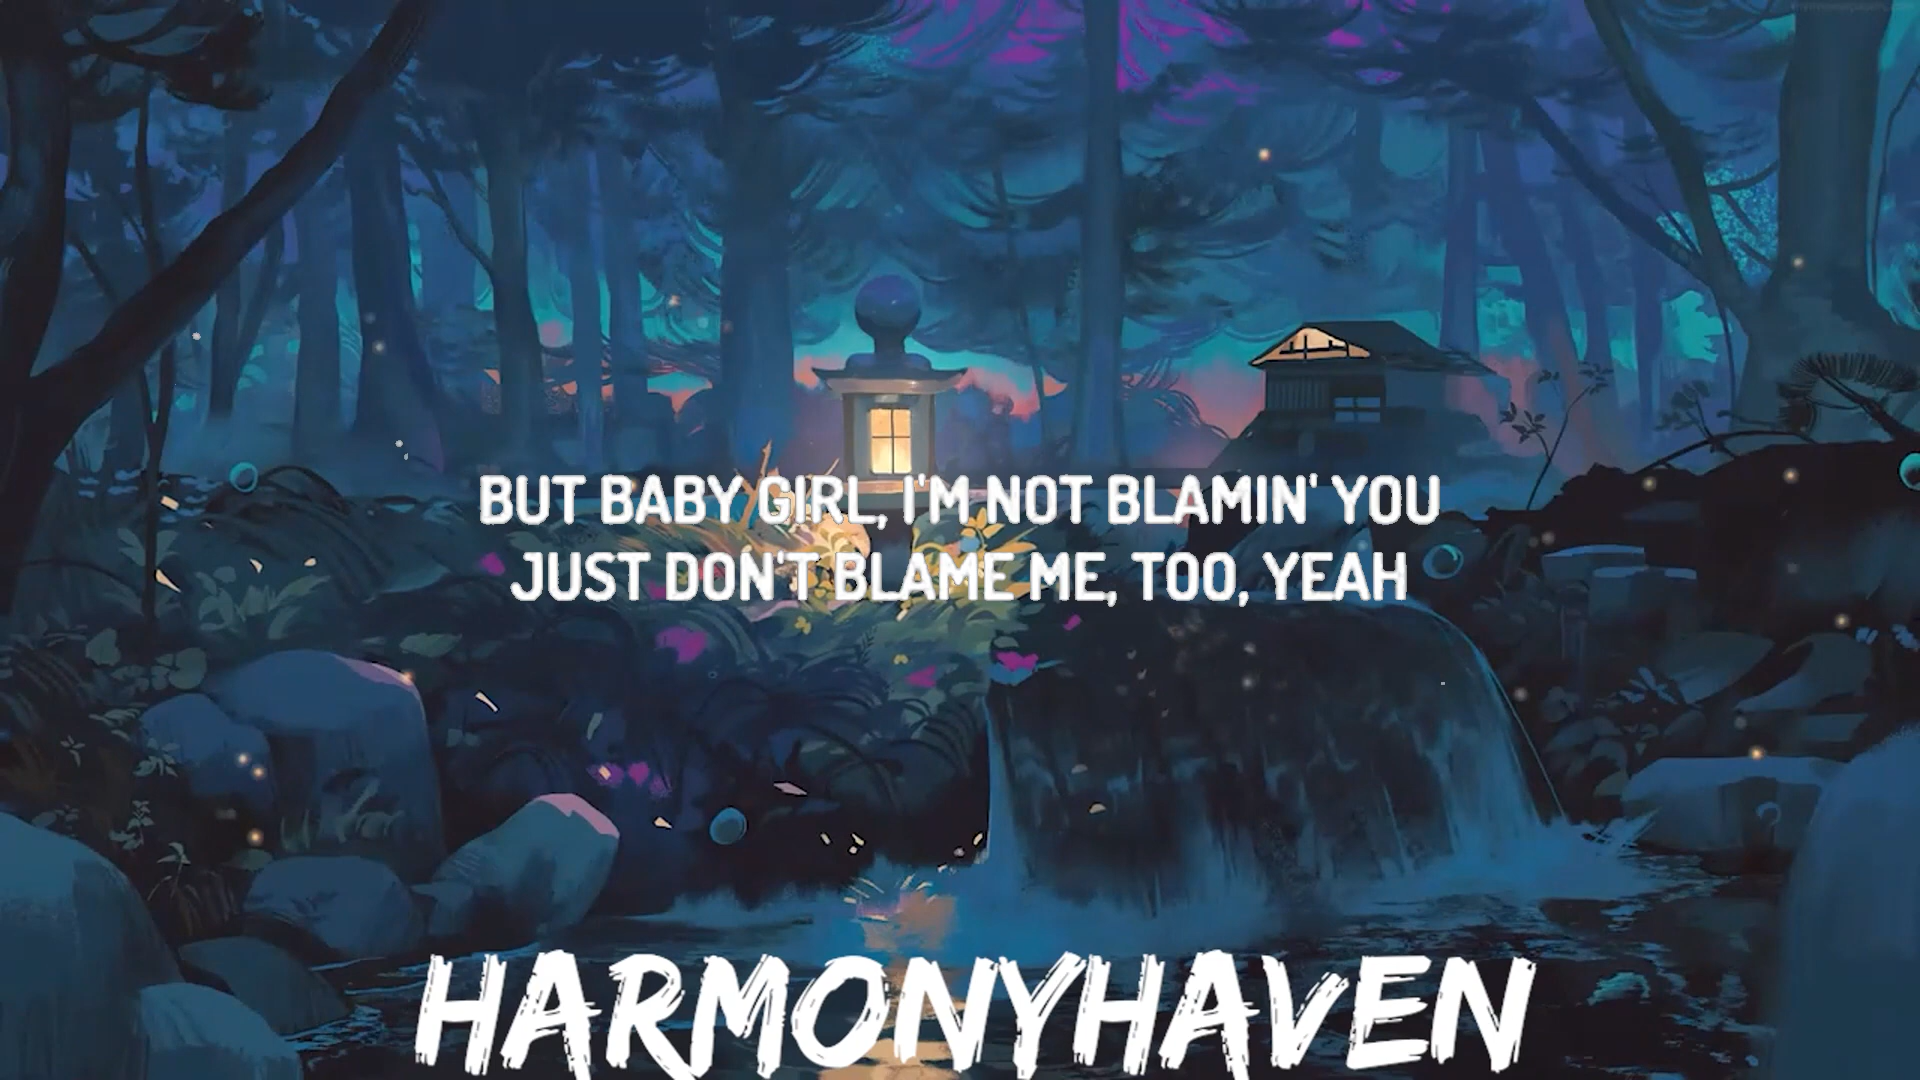 BUT BABY GIRL, I'M NOT BLAMIN' YOU
JUST DON'T BLAME ME, TOO, YEAH
HARMONYHAVEN